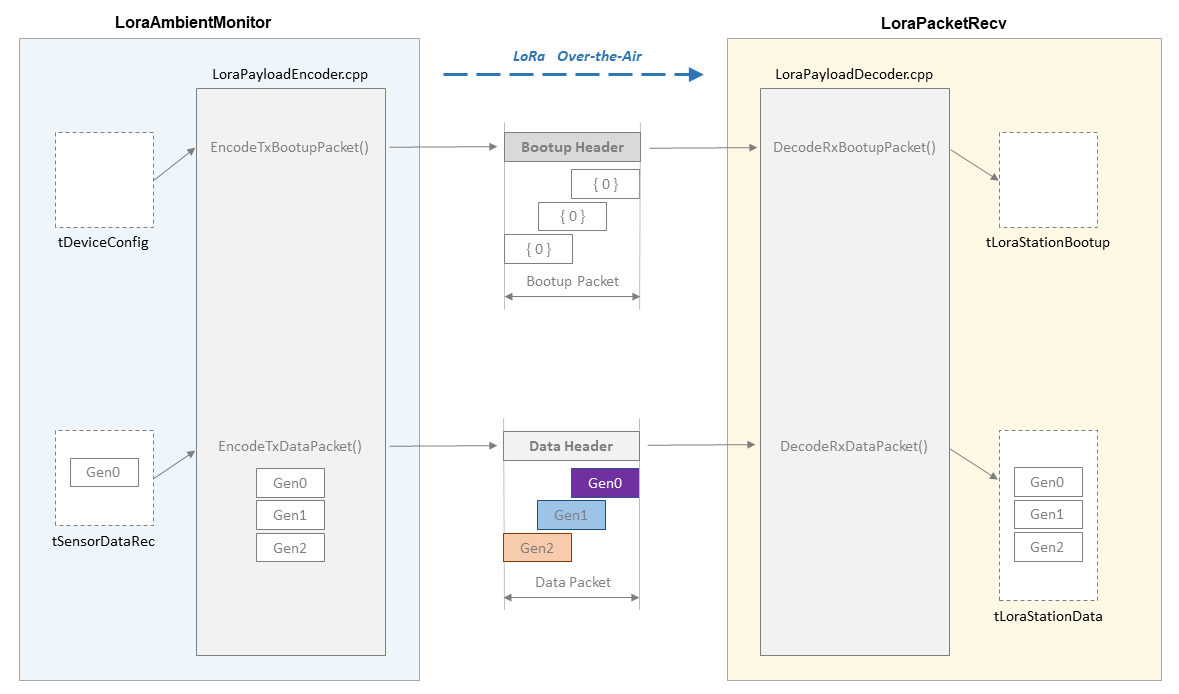 LoraAmbientMonitor
LoraPacketRecv
LoRa Over-the-Air
LoraPayloadEncoder.cpp
LoraPayloadDecoder.cpp
EncodeTxBootupPacket()
Bootup Header
DecodeRxBootupPacket()
{ 0 }
{ 0 }
{ 0 }
tDeviceConfig
tLoraStationBootup
Bootup Packet
EncodeTxDataPacket()
Data Header
DecodeRxDataPacket()
Gen0
Gen0
Gen1
Gen2
Gen0
Gen1
Gen2
Gen0
Gen1
Gen2
tSensorDataRec
Data Packet
tLoraStationData